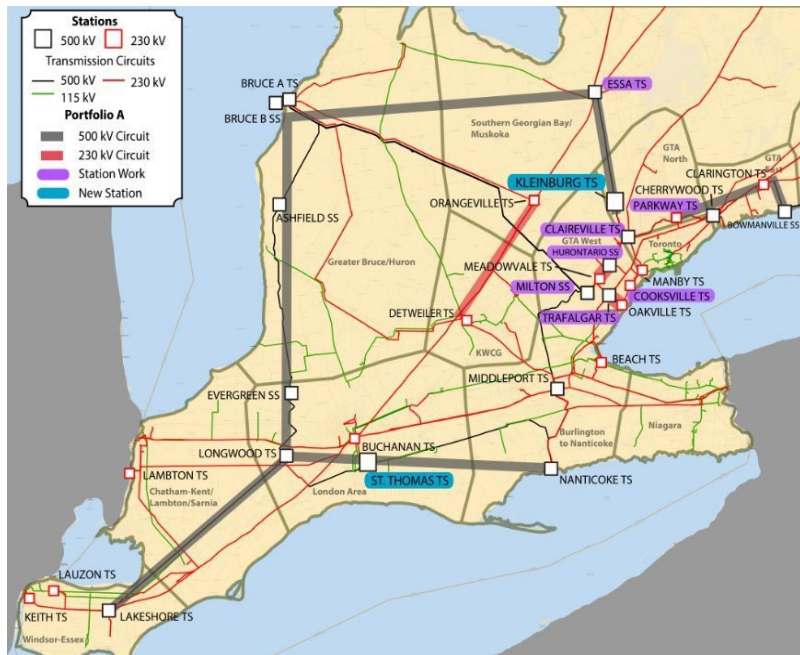 Stations
500 kV
230 kV
Transmission Circuits
500 kV
230 kV
115 kV
Portfolio A
500 kV Circuit
230 kV Circuit
Station Work
New Station
BRUCE A TS
BRUCE B SS
ESSA TS
Southern Georgian Bay/
Muskoka
GTA
North
GTA
East
CLARINGTON TS
KLEINBURG TS
CHERRYWOOD TS
ORANGEVILLE TS
PARKWAY TS
ASHFIELD SS
CLAIREVILLE TS
BOWMANVILLE SS
GTA West
Toronto
HURONTARIO SS
Greater Bruce/Huron
MEADOWVALE TS
MANBY TS
MILTON SS
COOKSVILLE TS
DETWEILER TS
TRAFALGAR TS
OAKVILLE TS
KWCG
BEACH TS
MIDDLEPORT TS
EVERGREEN SS
Burlington
to Nanticoke
Niagara
BUCHANAN TS
LONGWOOD TS
LAMBTON TS
ST. THOMAS TS
NANTICOKE TS
Chatham-Kent/
Lambton/Sarnia
London Area
LAUZON TS
KEITH TS
LAKESHORE TS
Windsor-Essex